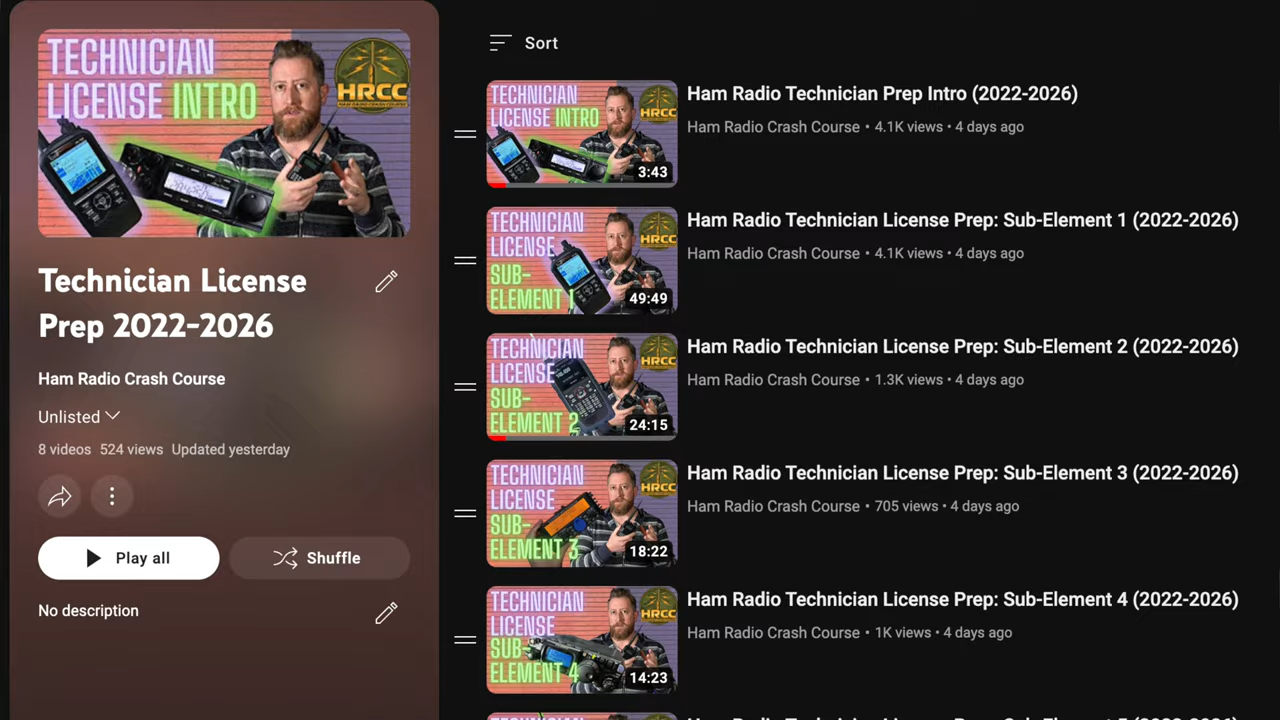 TECHNICIAN
LICENSE INTRO
HRCC
HAM RADIO CRASH COURSE
Technician License
Prep 2022-2026
Ham Radio Crash Course
Unlisted
8 videos 524 views Updated yesterday
Play all
Shuffle
No description
Sort
TECHNICIAN
LICENSE INTRO
HRCC
3:43
Ham Radio Technician Prep Intro (2022-2026)
Ham Radio Crash Course • 4.1K views • 4 days ago
TECHNICIAN
LICENSE
SUB-
ELEMENT 1
HRCC
49:49
Ham Radio Technician License Prep: Sub-Element 1 (2022-2026)
Ham Radio Crash Course • 4.1K views • 4 days ago
TECHNICIAN
LICENSE
SUB-
ELEMENT 2
HRCC
24:15
Ham Radio Technician License Prep: Sub-Element 2 (2022-2026)
Ham Radio Crash Course • 1.3K views • 4 days ago
TECHNICIAN
LICENSE
SUB-
ELEMENT 3
HRCC
18:22
Ham Radio Technician License Prep: Sub-Element 3 (2022-2026)
Ham Radio Crash Course • 705 views • 4 days ago
TECHNICIAN
LICENSE
SUB-
ELEMENT 4
HRCC
14:23
Ham Radio Technician License Prep: Sub-Element 4 (2022-2026)
Ham Radio Crash Course • 1K views • 4 days ago